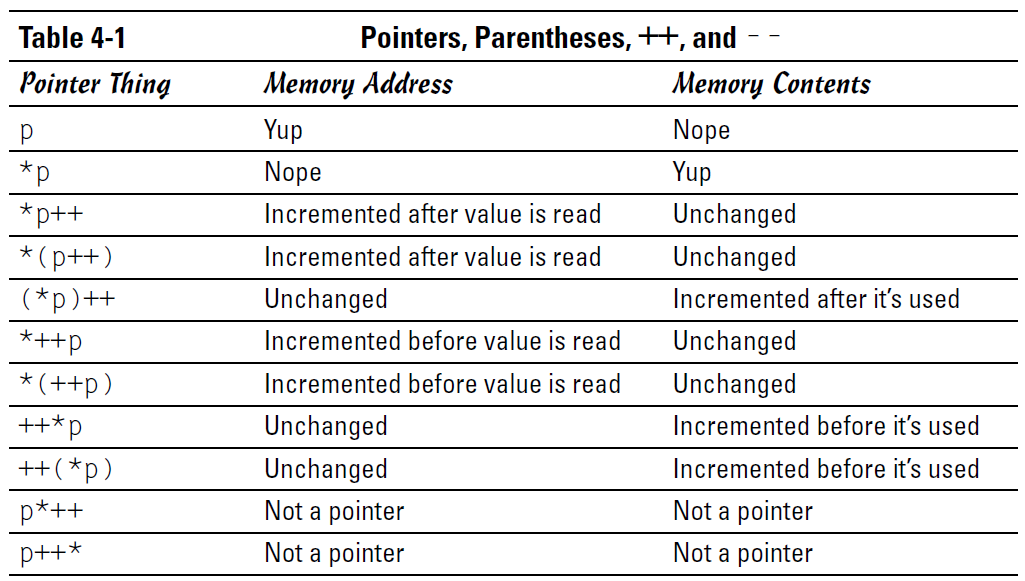 Table 4-1 Pointers, Parentheses, ++, and --
Pointer Thing Memory Address Memory Contents
p Yup Nope
*p Nope Yup
*p++ Incremented after value is read Unchanged
*(p++) Incremented after value is read Unchanged
(*p)++ Unchanged Incremented after it's used
*++p Incremented before value is read Unchanged
*(++p) Incremented before value is read Unchanged
++*p Unchanged Incremented before it's used
++(*p) Unchanged Incremented before it's used
p*++ Not a pointer Not a pointer
p++* Not a pointer Not a pointer